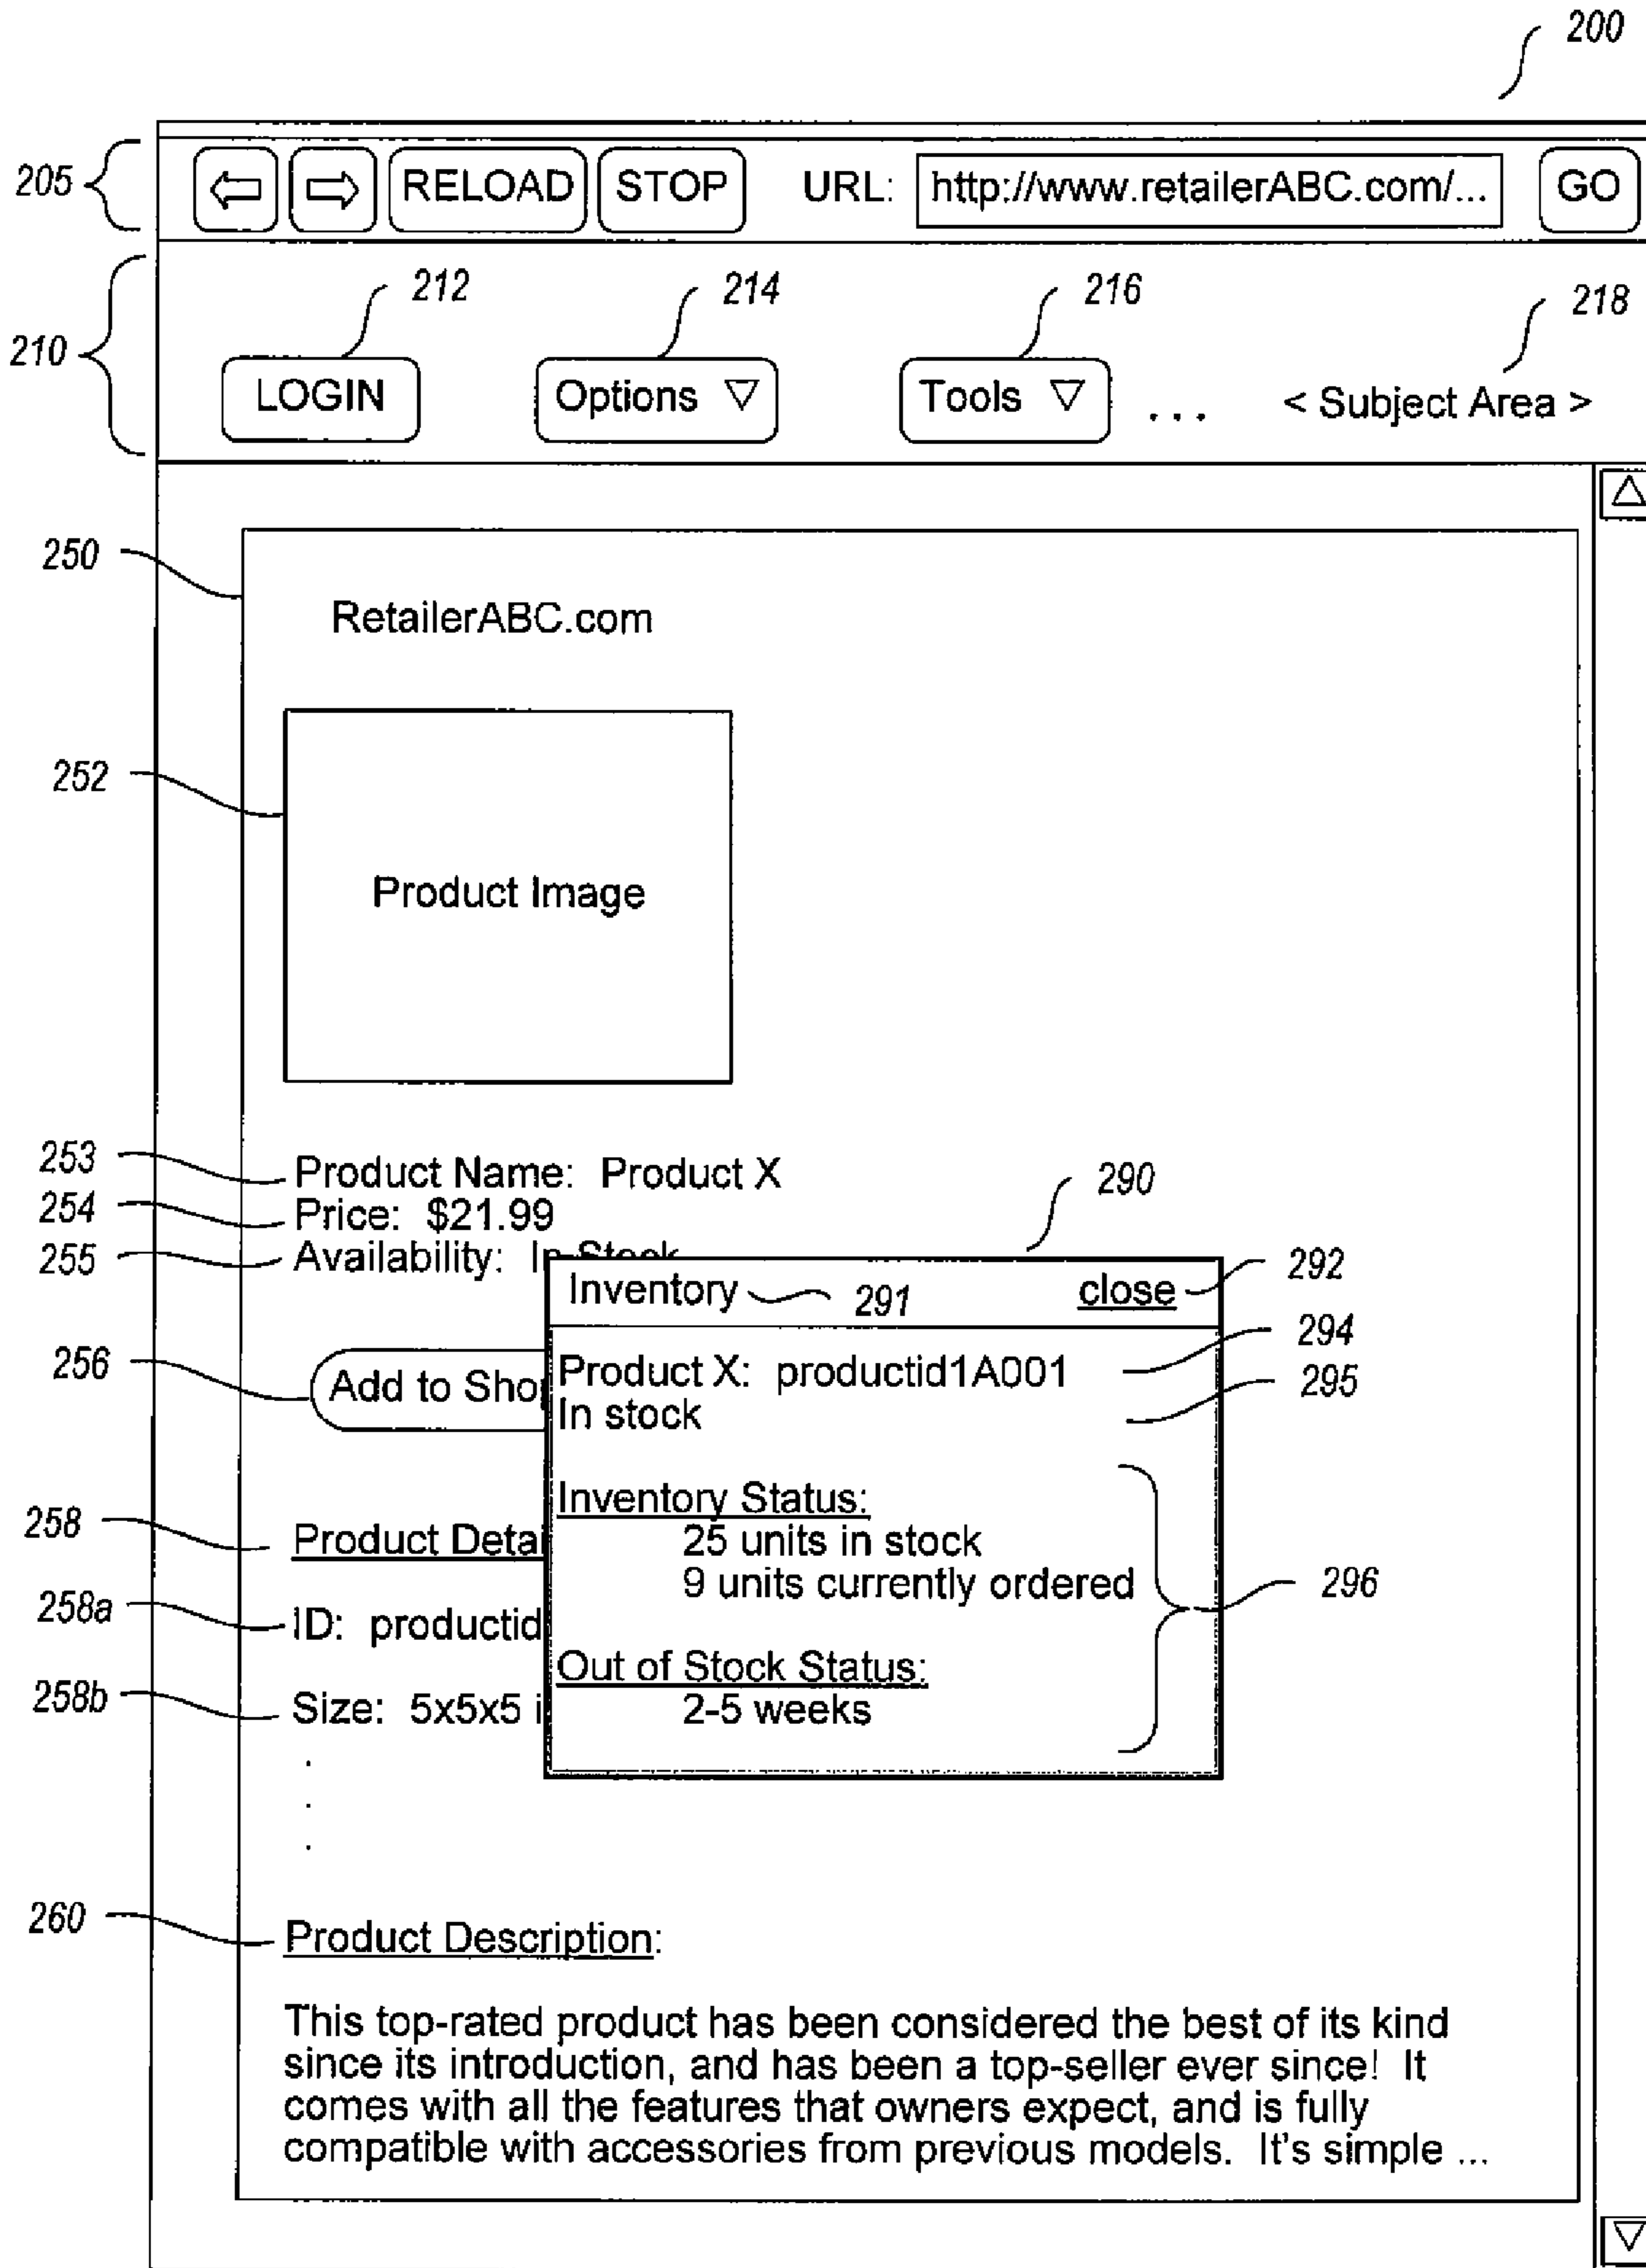 200
205 RELOAD STOP URL: http://www.retailerABC.com/... GO
210 212 214 216 218
LOGIN Options Tools ... < Subject Area >
250
RetailerABC.com
252
Product Image
253 Product Name: Product X
254 Price: $21.99
255 Availability: In-Stock
290
Inventory 291 close 292
Product X: productid1A001 294
In stock 295
256 Add to Sho
Inventory Status:
25 units in stock
9 units currently ordered
296
Out of Stock Status:
2-5 weeks
258 Product Detai
258a ID: productid
258b Size: 5x5x5 i
260 Product Description:
This top-rated product has been considered the best of its kind
since its introduction, and has been a top-seller ever since! It
comes with all the features that owners expect, and is fully
compatible with accessories from previous models. It's simple ...